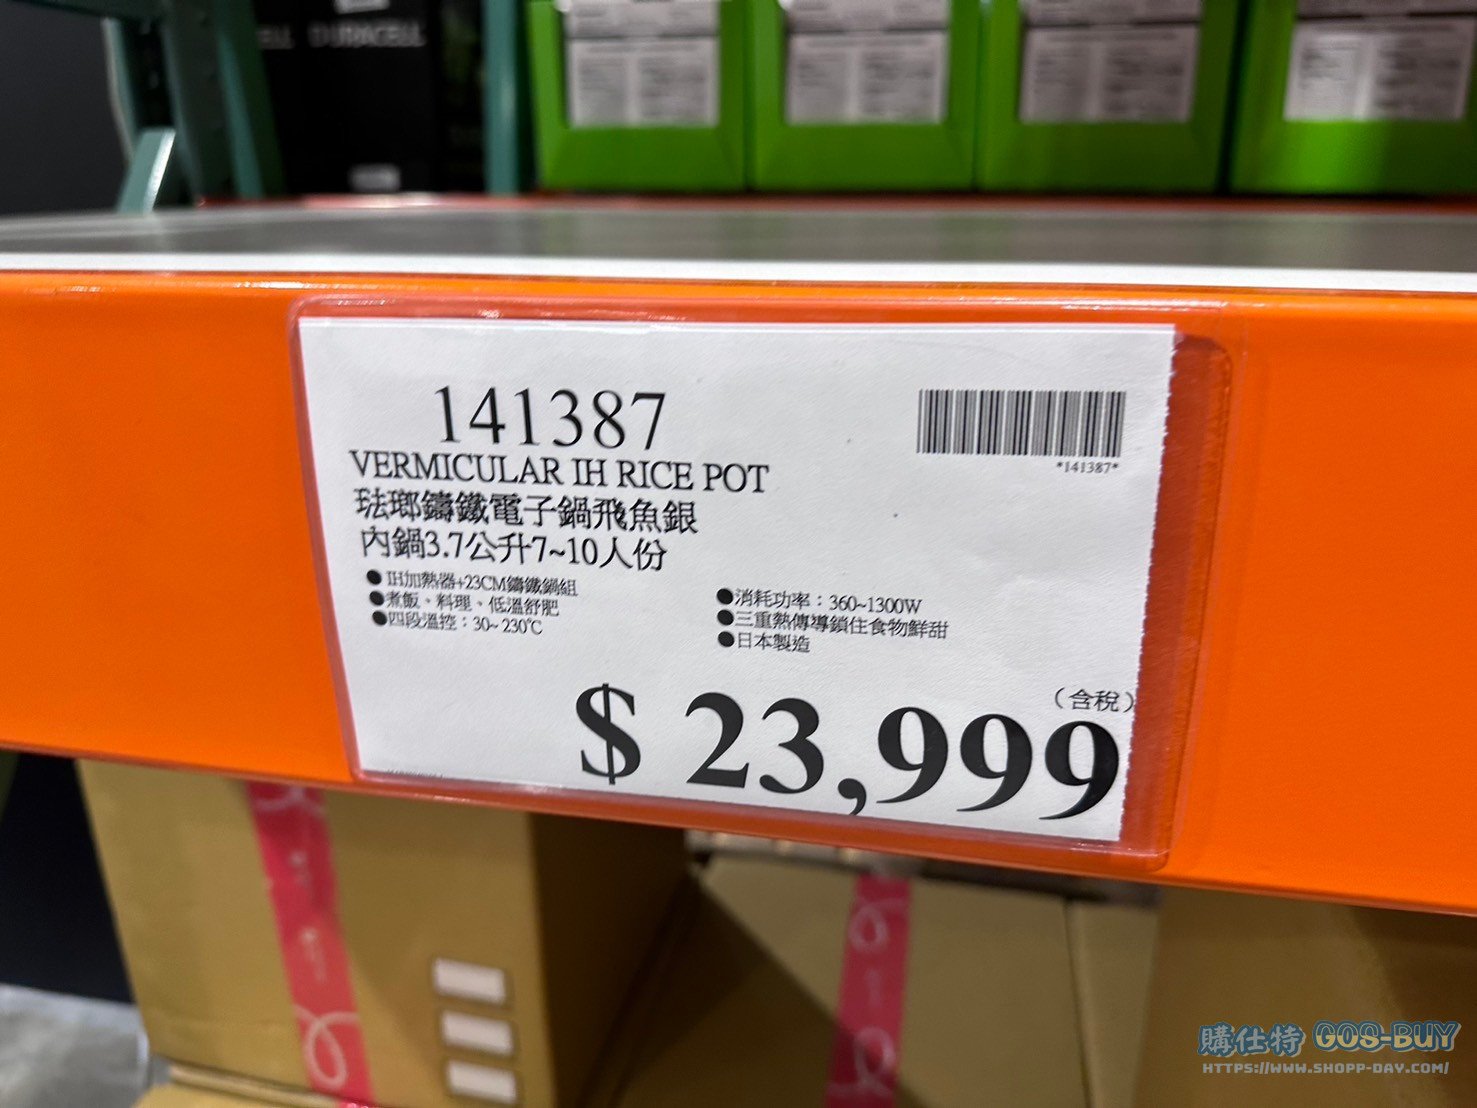 DURACELL
141387
*141387*
VERMICULAR IH RICE POT
琺瑯鑄鐵電子鍋飛魚銀
內鍋3.7公升7~10人份
●IH加熱器+23CM鑄鐵鍋組
●煮飯、料理、低溫舒肥
●四段溫控：30~230℃
●消耗功率：360~1300W
●三重熱傳導鎖住食物鮮甜
●日本製造
（含稅）
$ 23,999
購仕特 GOS-BUY
HTTPS://WWW.SHOPP-DAY.COM/